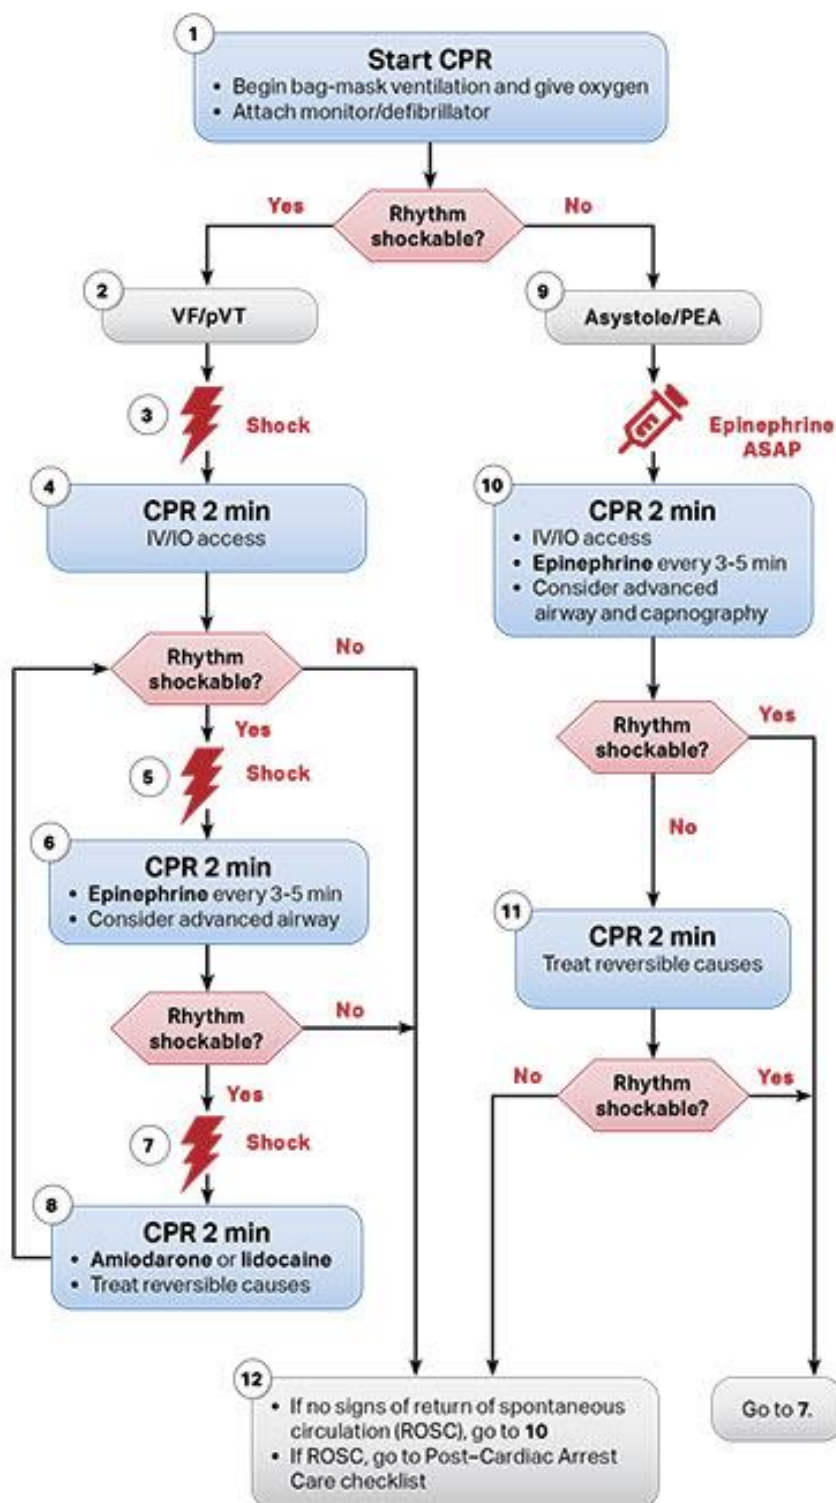 1
Start CPR
• Begin bag-mask ventilation and give oxygen
• Attach monitor/defibrillator
Rhythm
shockable?
Yes
No
2
VF/pVT
3
Shock
4
CPR 2 min
IV/IO access
Rhythm
shockable?
No
Yes
5
Shock
6
CPR 2 min
• Epinephrine every 3-5 min
• Consider advanced airway
Rhythm
shockable?
No
Yes
7
Shock
8
CPR 2 min
• Amiodarone or lidocaine
• Treat reversible causes
9
Asystole/PEA
Epinephrine
ASAP
10
CPR 2 min
• IV/IO access
• Epinephrine every 3-5 min
• Consider advanced
airway and capnography
Rhythm
shockable?
Yes
No
11
CPR 2 min
Treat reversible causes
Rhythm
shockable?
No
Yes
12
• If no signs of return of spontaneous
circulation (ROSC), go to 10
• If ROSC, go to Post–Cardiac Arrest
Care checklist
Go to 7.